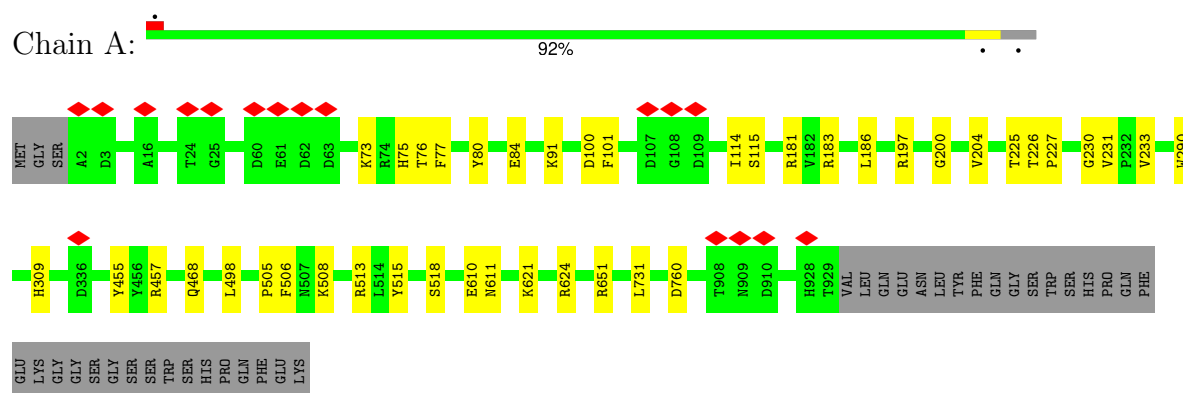 Chain A:
92%
MET GLY SER A2 D3 A16 T24 G25 D60 E61 D62 D63 K73 R74 H75 T76 F77 Y80 E84 K91 D100 F101 D107 G108 D109 I114 S115 R181 V182 R183 L186 R197 G200 V204 T225 T226 P227 G230 V231 P232 V233
H309 D336 Y455 Y456 R457 Q468 L498 P505 F506 N507 K508 R513 L514 Y515 S518 E610 N611 K621 R624 R651 L731 D760 T908 N909 D910 H928 T929 VAL LEU GLN GLU ASN LEU TYR PHE GLN GLY SER TRP SER HIS PRO GLN PHE
GLU LYS GLY GLY SER GLY SER SER TRP SER HIS PRO GLN PHE GLU LYS